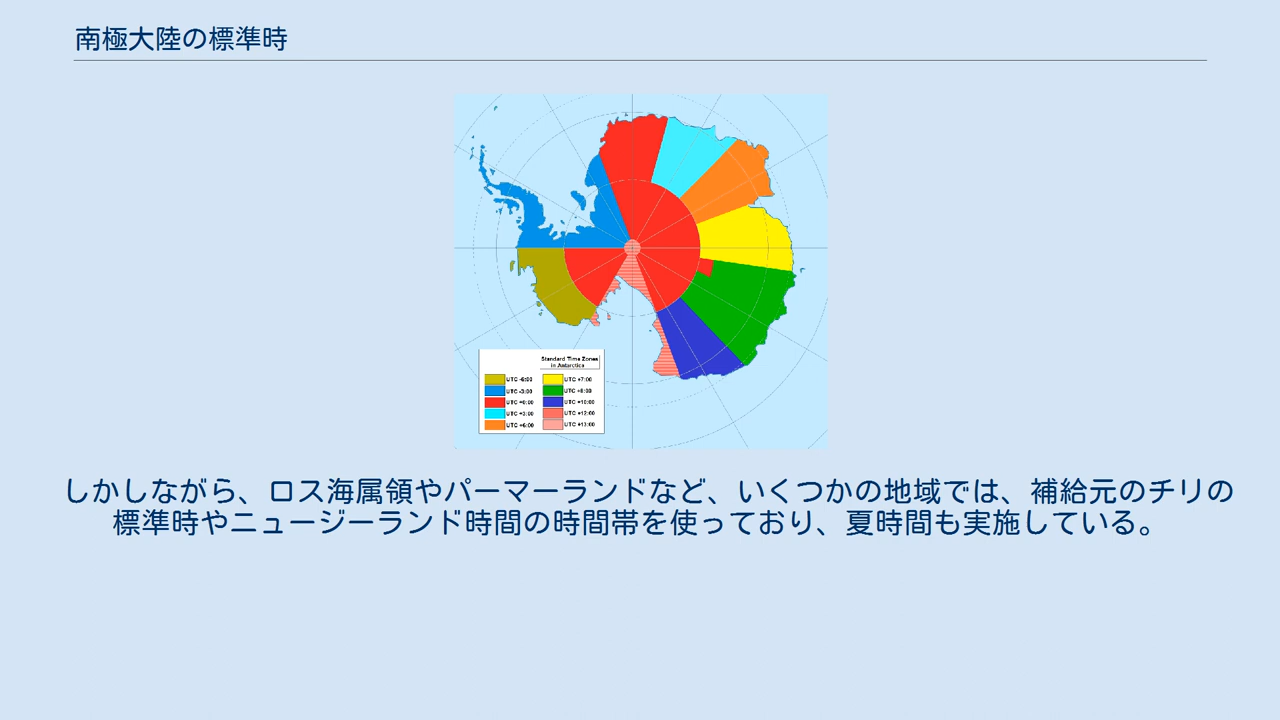 南極大陸の標準時
Standard Time Zones
in Antarctica
UTC -6:00
UTC -3:00
UTC +0:00
UTC +3:00
UTC +6:00
UTC +7:00
UTC +8:00
UTC +10:00
UTC +12:00
UTC +13:00
しかしながら、ロス海属領やパーマーランドなど、いくつかの地域では、補給元のチリの
標準時やニュージーランド時間の時間帯を使っており、夏時間も実施している。